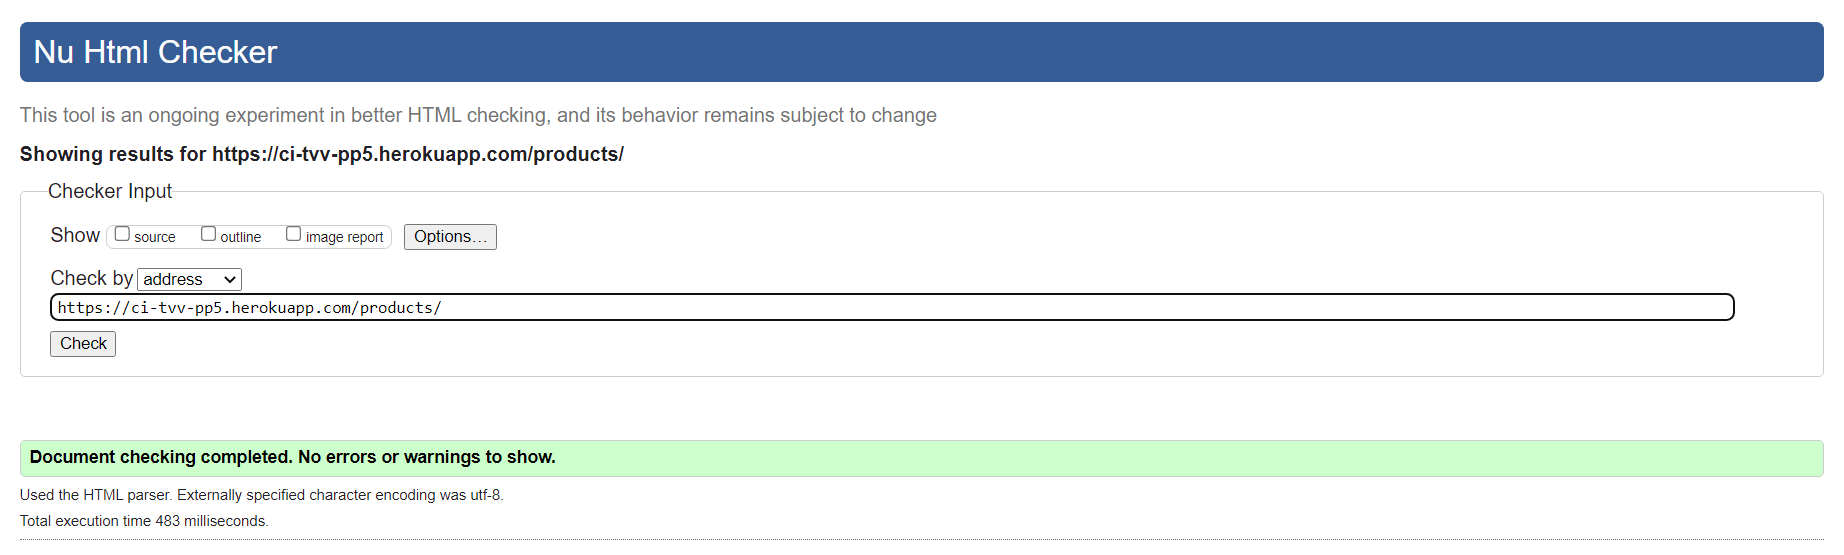 Nu Html Checker
This tool is an ongoing experiment in better HTML checking, and its behavior remains subject to change
Showing results for https://ci-tvv-pp5.herokuapp.com/products/
Checker Input
Show source outline image report Options...
Check by address
https://ci-tvv-pp5.herokuapp.com/products/
Check
Document checking completed. No errors or warnings to show.
Used the HTML parser. Externally specified character encoding was utf-8.
Total execution time 483 milliseconds.